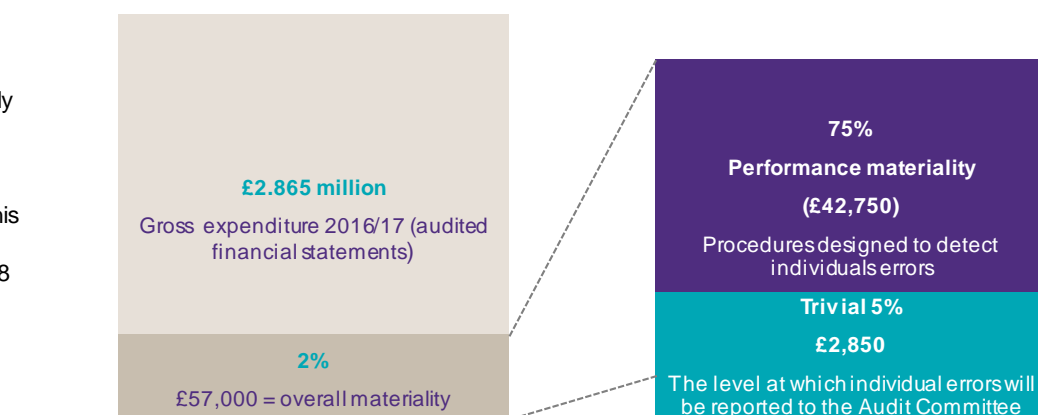 £2.865 million
Gross expenditure 2016/17 (audited
financial statements)
2%
£57,000 = overall materiality
75%
Performance materiality
(£42,750)
Procedures designed to detect
individuals errors
Trivial 5%
£2,850
The level at which individual errors will
be reported to the Audit Committee